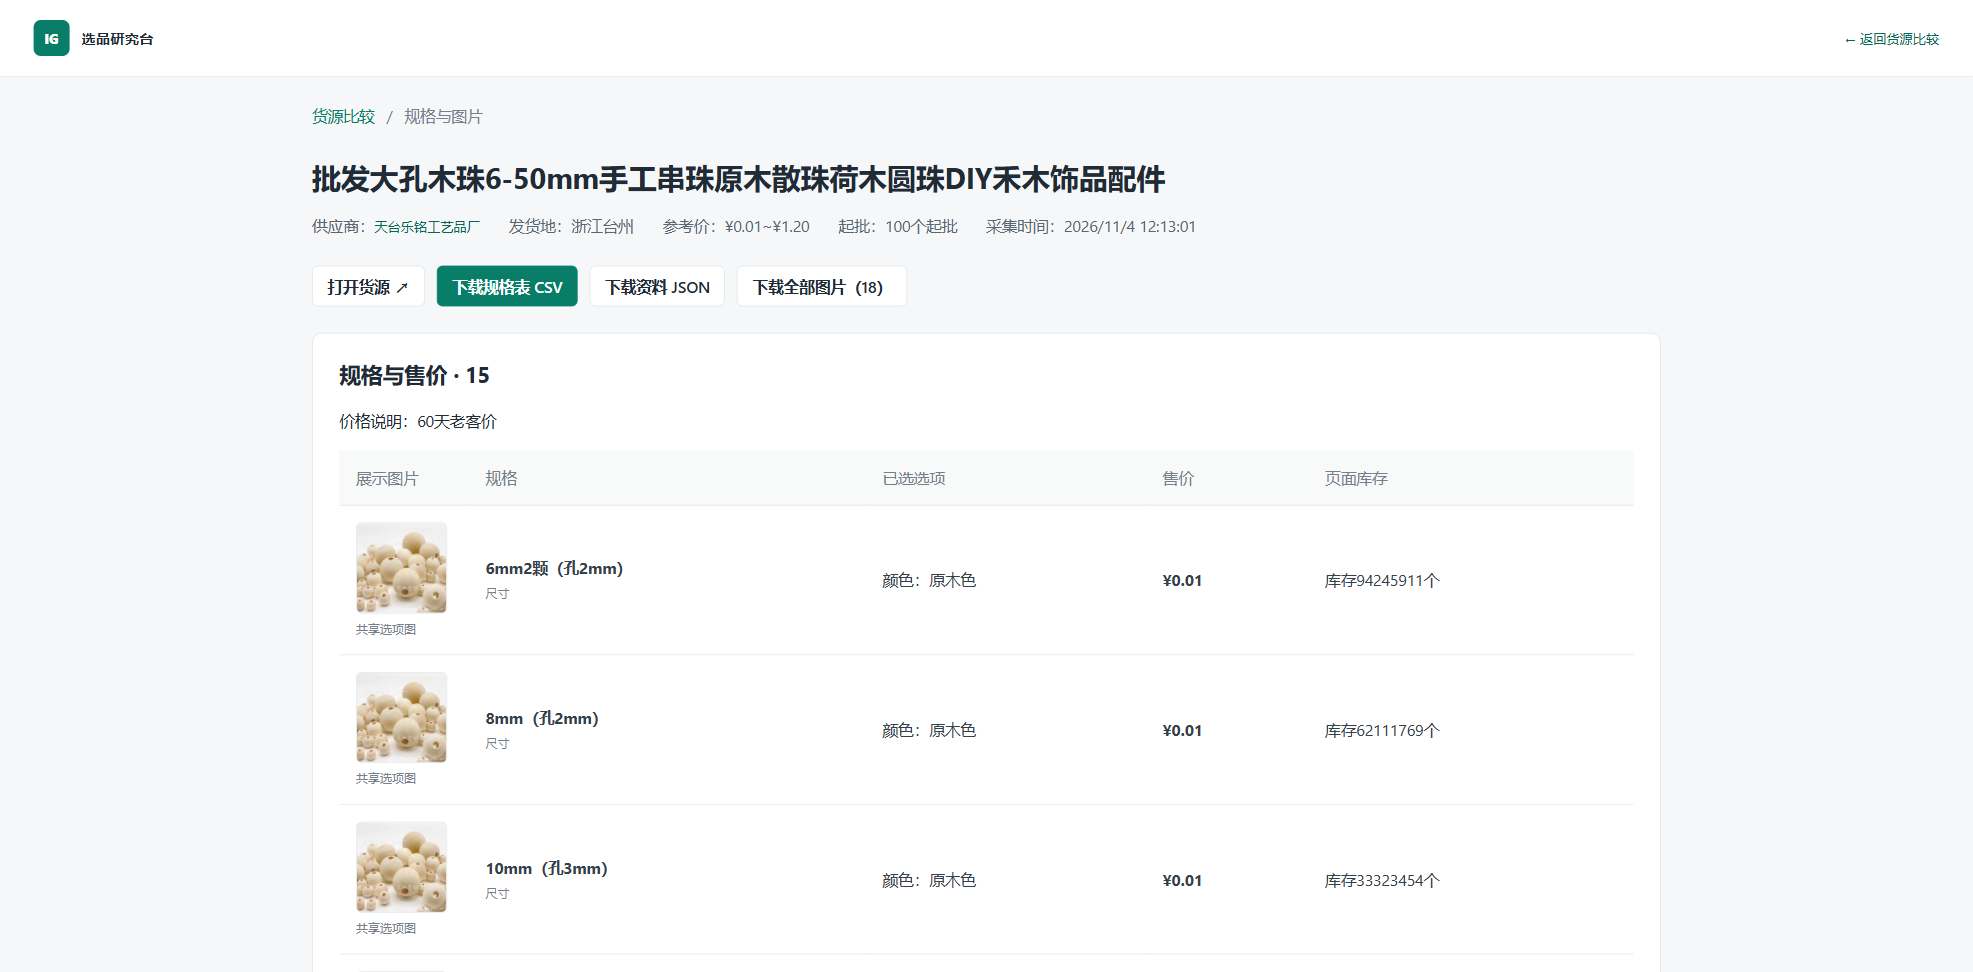 IG 选品研究台
← 返回货源比较
货源比较 / 规格与图片
批发大孔木珠6-50mm手工串珠原木散珠荷木圆珠DIY禾木饰品配件
供应商：天台乐铭工艺品厂 发货地：浙江台州 参考价：¥0.01~¥1.20 起批：100个起批 采集时间：2026/11/4 12:13:01
打开货源 ↗ 下载规格表 CSV 下载资料 JSON 下载全部图片（18）
规格与售价 · 15
价格说明：60天老客价
展示图片 规格 已选选项 售价 页面库存
6mm2颗（孔2mm）
尺寸
颜色：原木色 ¥0.01 库存94245911个
共享选项图
8mm（孔2mm）
尺寸
颜色：原木色 ¥0.01 库存62111769个
共享选项图
10mm（孔3mm）
尺寸
颜色：原木色 ¥0.01 库存33323454个
共享选项图